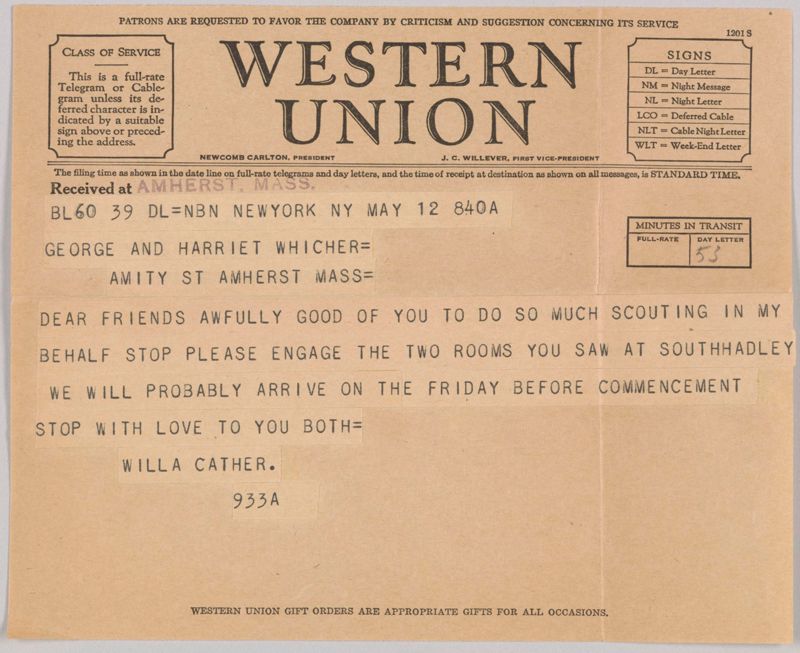 PATRONS ARE REQUESTED TO FAVOR THE COMPANY BY CRITICISM AND SUGGESTION CONCERNING ITS SERVICE
1201 S
CLASS OF SERVICE
This is a full-rate
Telegram or Cable-
gram unless its de-
ferred character is in-
dicated by a suitable
sign above or preced-
ing the address.
WESTERN
UNION
NEWCOMB CARLTON, PRESIDENT
J. C. WILLEVER, FIRST VICE-PRESIDENT
SIGNS
DL = Day Letter
NM = Night Message
NL = Night Letter
LCO = Deferred Cable
NLT = Cable Night Letter
WLT = Week-End Letter
The filing time as shown in the date line on full-rate telegrams and day letters, and the time of receipt at destination as shown on all messages, is STANDARD TIME.
Received at AMHERST, MASS.
BL60 39 DL=NBN NEWYORK NY MAY 12 840A
MINUTES IN TRANSIT
FULL-RATE
DAY LETTER
53
GEORGE AND HARRIET WHICHER=
AMITY ST AMHERST MASS=
DEAR FRIENDS AWFULLY GOOD OF YOU TO DO SO MUCH SCOUTING IN MY
BEHALF STOP PLEASE ENGAGE THE TWO ROOMS YOU SAW AT SOUTHHADLEY
WE WILL PROBABLY ARRIVE ON THE FRIDAY BEFORE COMMENCEMENT
STOP WITH LOVE TO YOU BOTH=
WILLA CATHER.
933A
WESTERN UNION GIFT ORDERS ARE APPROPRIATE GIFTS FOR ALL OCCASIONS.